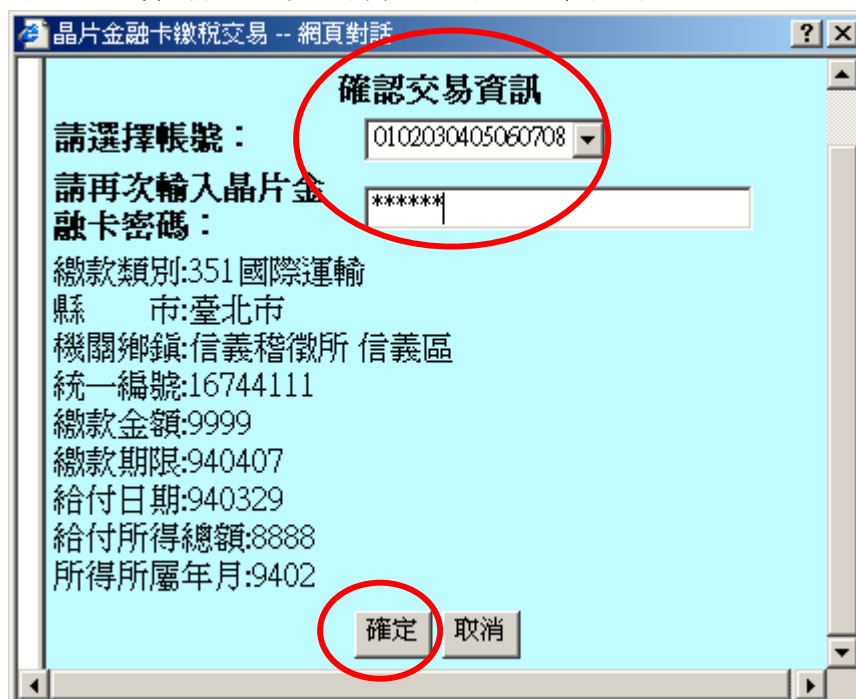 晶片金融卡繳稅交易 -- 網頁對話
確認交易資訊
請選擇帳號：
0102030405060708
請再次輸入晶片金
融卡密碼：
******
繳款類別:351國際運輸
縣　　市:臺北市
機關鄉鎮:信義稽徵所 信義區
統一編號:16744111
繳款金額:9999
繳款期限:940407
給付日期:940329
給付所得總額:8888
所得所屬年月:9402
確定 取消